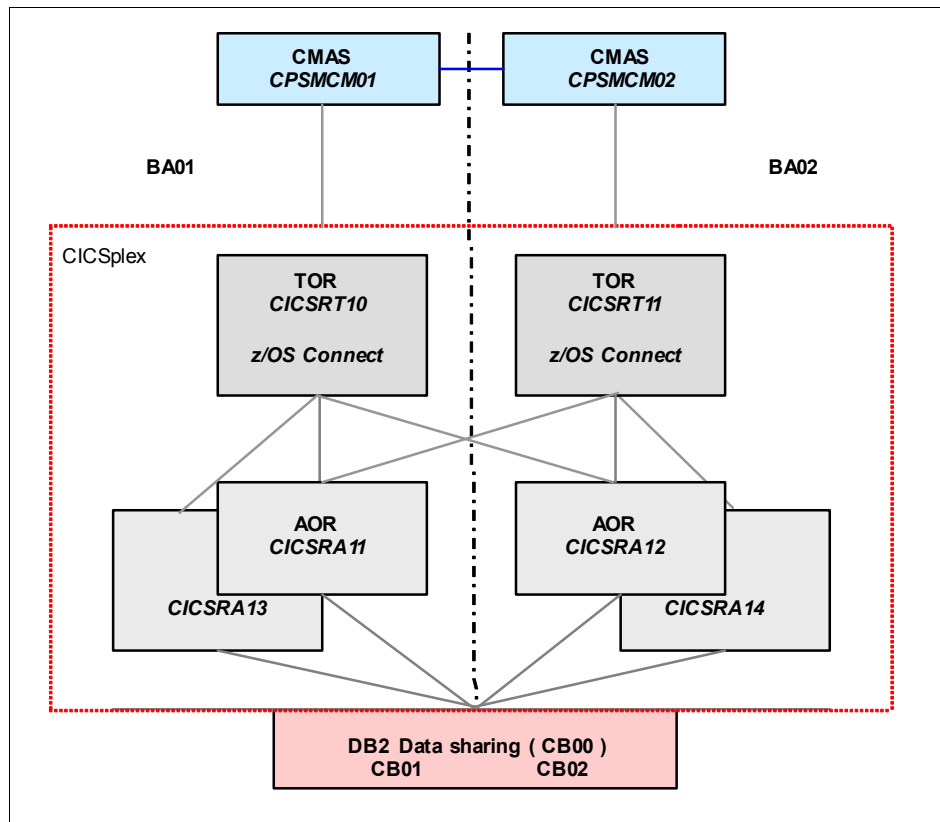 CMAS
CPSMCM01
CMAS
CPSMCM02
BA01
BA02
CICSplex
TOR
CICSRT10
z/OS Connect
TOR
CICSRT11
z/OS Connect
AOR
CICSRA11
AOR
CICSRA12
CICSRA13
CICSRA14
DB2 Data sharing ( CB00 )
CB01 CB02